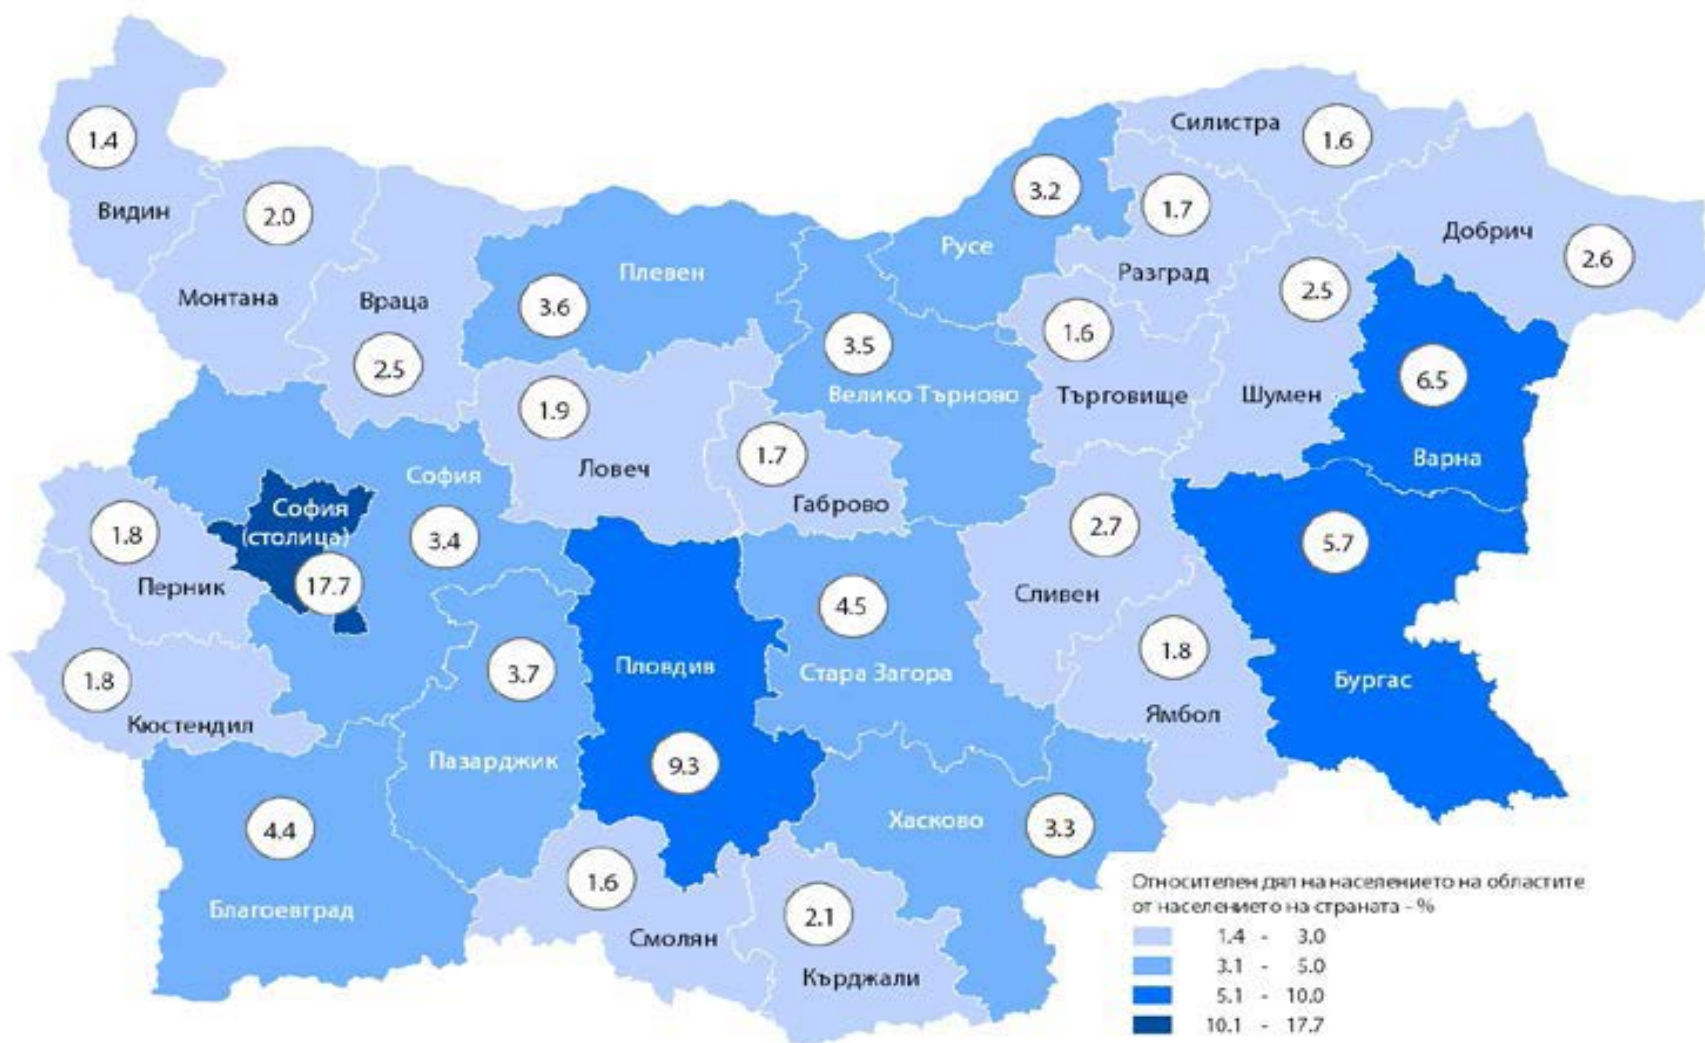 1.4
Видин
2.0
Монтана
Враца
2.5
Плевен
3.6
3.2
Русе
Силистра
1.6
1.7
Разград
Добрич
2.6
2.5
Шумен
1.6
Търговище
3.5
Велико Търново
6.5
Варна
1.9
Ловеч
1.7
Габрово
София
3.4
София
(столица)
17.7
1.8
Перник
1.8
Кюстендил
3.7
Пазарджик
Пловдив
9.3
4.5
Стара Загора
2.7
Сливен
1.8
Ямбол
5.7
Бургас
4.4
Благоевград
1.6
Смолян
2.1
Кърджали
Хасково
3.3
Относителен дял на населението на областите
от населението на страната - %
1.4 - 3.0
3.1 - 5.0
5.1 - 10.0
10.1 - 17.7